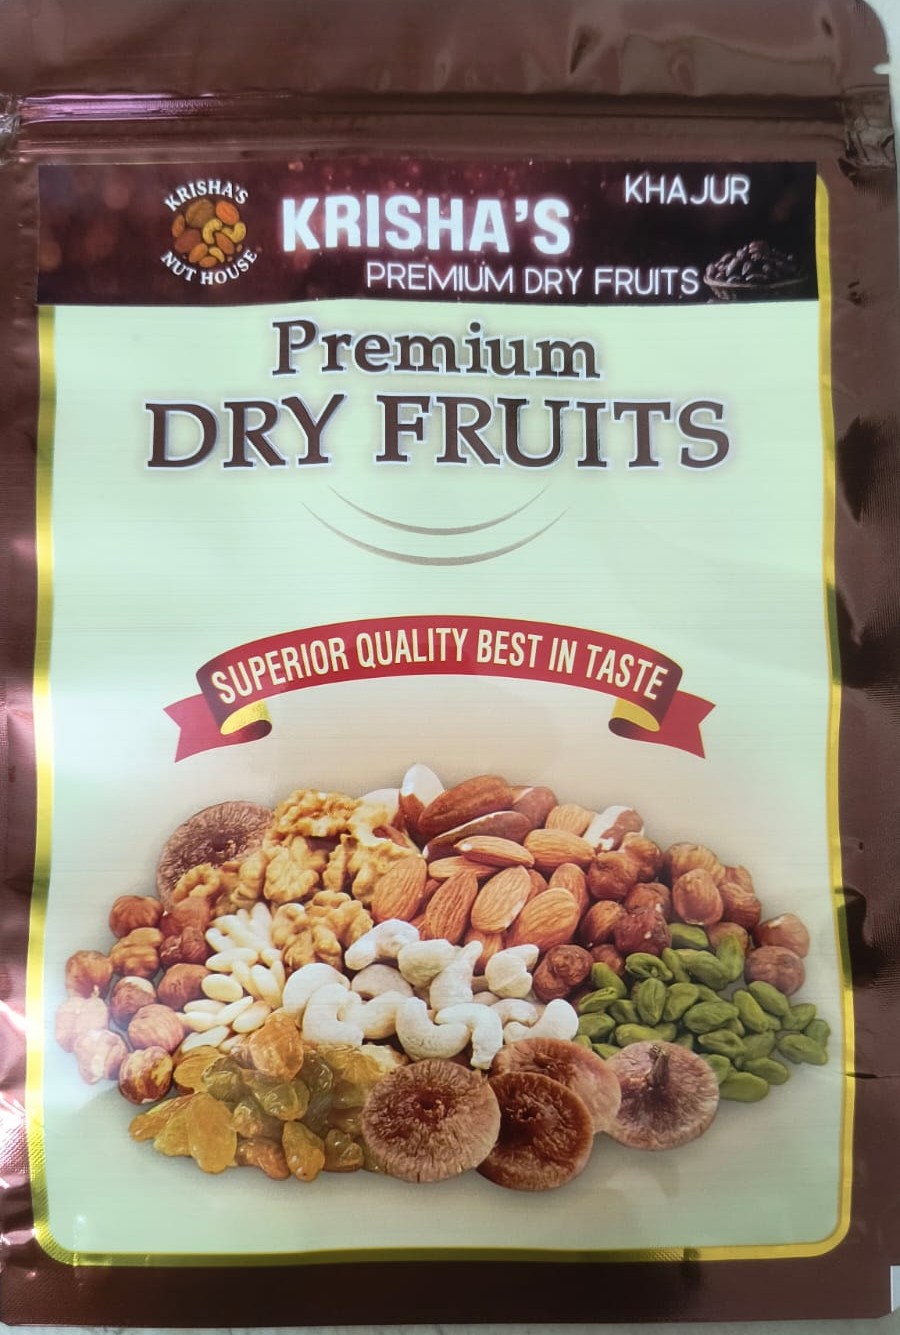 KRISHA'S
NUT HOUSE
KRISHA'S
KHAJUR
PREMIUM DRY FRUITS
Premium
DRY FRUITS
SUPERIOR QUALITY BEST IN TASTE